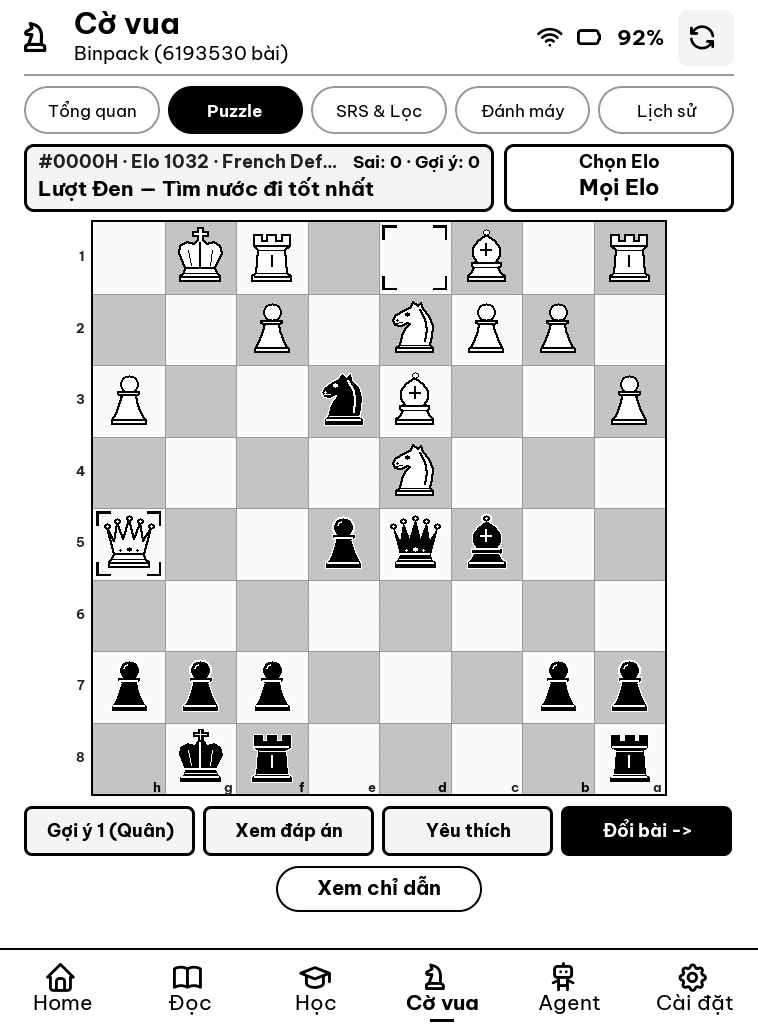 Cờ vua
Binpack (6193530 bài)
92%
Tổng quan
Puzzle
SRS & Lọc
Đánh máy
Lịch sử
#0000H · Elo 1032 · French Def... Sai: 0 · Gợi ý: 0
Lượt Đen — Tìm nước đi tốt nhất
Chọn Elo
Mọi Elo
1
2
3
4
5
6
7
8
h g f e d c b a
Gợi ý 1 (Quân)
Xem đáp án
Yêu thích
Đổi bài ->
Xem chỉ dẫn
Home
Đọc
Học
Cờ vua
Agent
Cài đặt